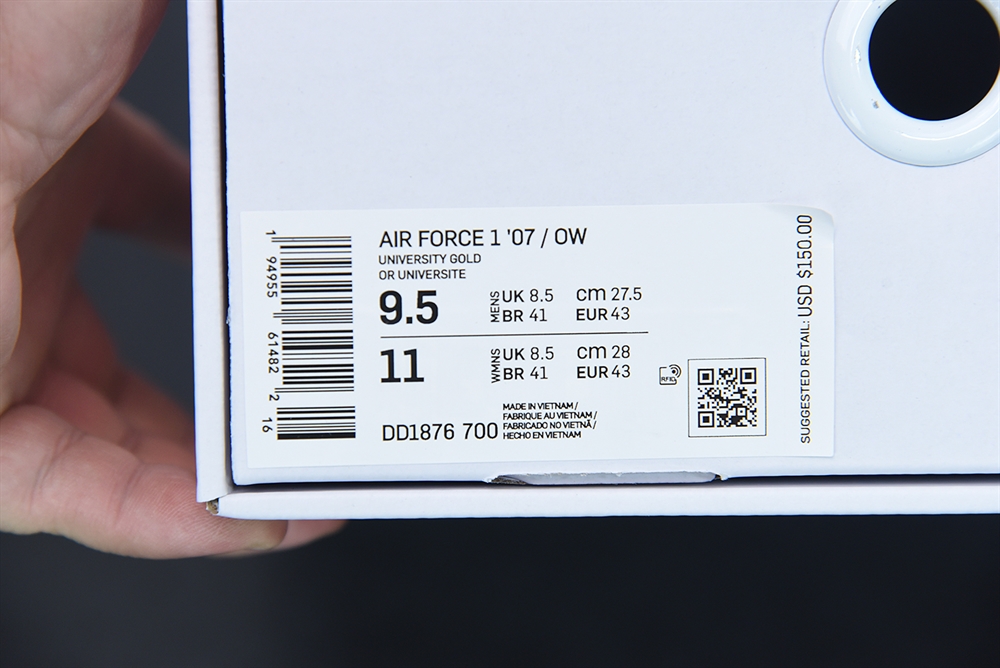 AIR FORCE 1 '07 / OW
UNIVERSITY GOLD
OR UNIVERSITE
9.5
MENS
UK 8.5 cm 27.5
BR 41 EUR 43
11
WMNS
UK 8.5 cm 28
BR 41 EUR 43
RFID
DD1876 700
MADE IN VIETNAM /
FABRIQUE AU VIETNAM /
FABRICADO NO VIETNÃ /
HECHO EN VIETNAM
1 94955 61482 2 16
SUGGESTED RETAIL: USD $150.00